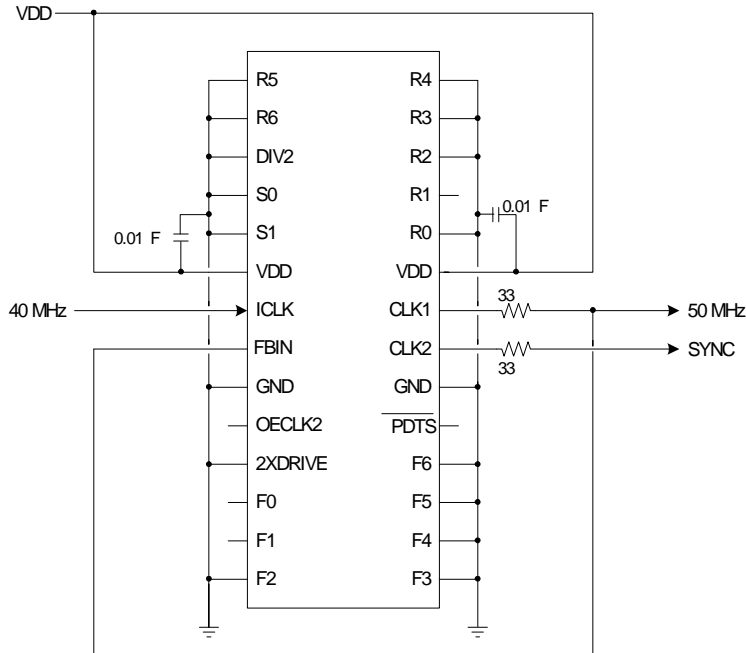 VDD
R5
R4
R6
R3
DIV2
R2
S0
R1
0.01 F
S1
R0
0.01 F
VDD
VDD
40 MHz
ICLK
CLK1
33
50 MHz
FBIN
CLK2
33
SYNC
GND
GND
OECLK2
PDTS
2XDRIVE
F6
F0
F5
F1
F4
F2
F3